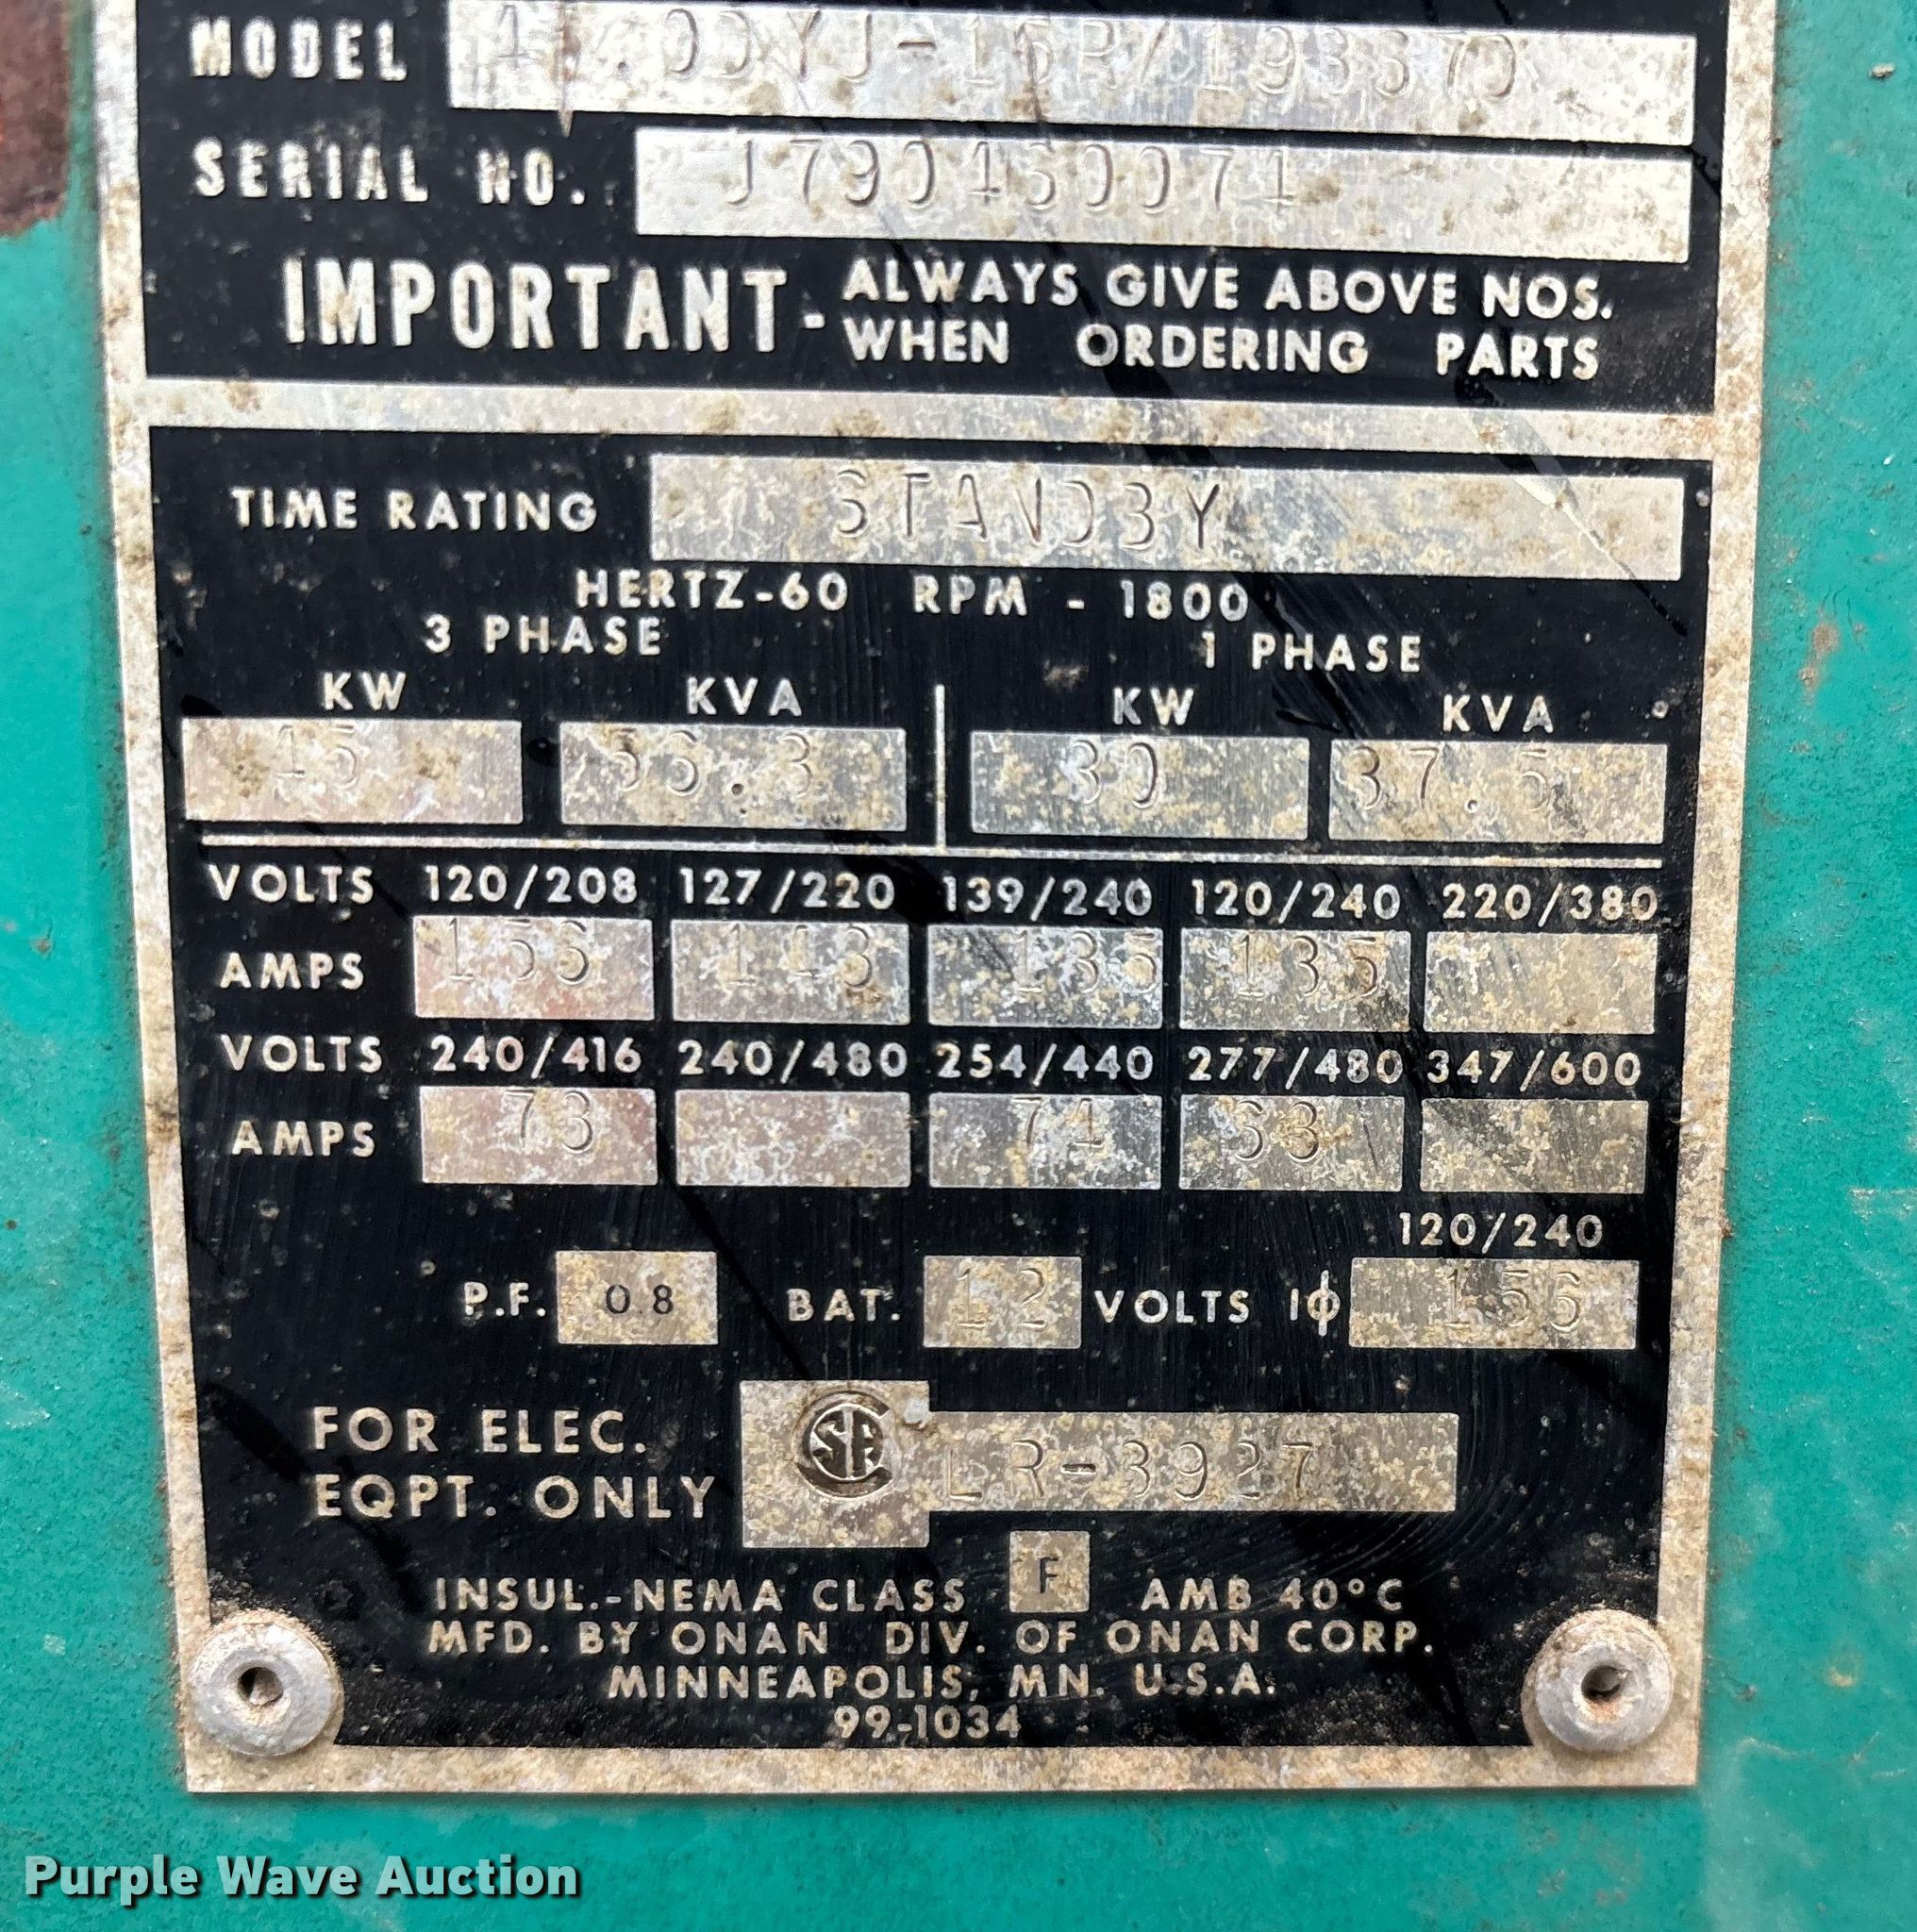 MODEL
SERIAL NO.
IMPORTANT - ALWAYS GIVE ABOVE NOS.
WHEN ORDERING PARTS
TIME RATING STANDBY
HERTZ-60 RPM - 1800
3 PHASE 1 PHASE
KW KVA KW KVA
45 56.3 30 37.5
VOLTS 120/208 127/220 139/240 120/240 220/380
AMPS 156 143 135 135
VOLTS 240/416 240/480 254/440 277/480 347/600
AMPS 78 74 68
120/240
P.F. 0.8 BAT. 12 VOLTS 1ϕ 156
FOR ELEC.
EQPT. ONLY SA LR-3927
INSUL.-NEMA CLASS F AMB 40°C
MFD. BY ONAN DIV. OF ONAN CORP.
MINNEAPOLIS, MN. U.S.A.
99-1034
Purple Wave Auction